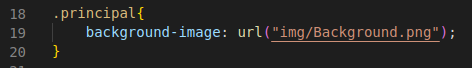 18 .principal{
19 background-image: url("img/Background.png");
20 }